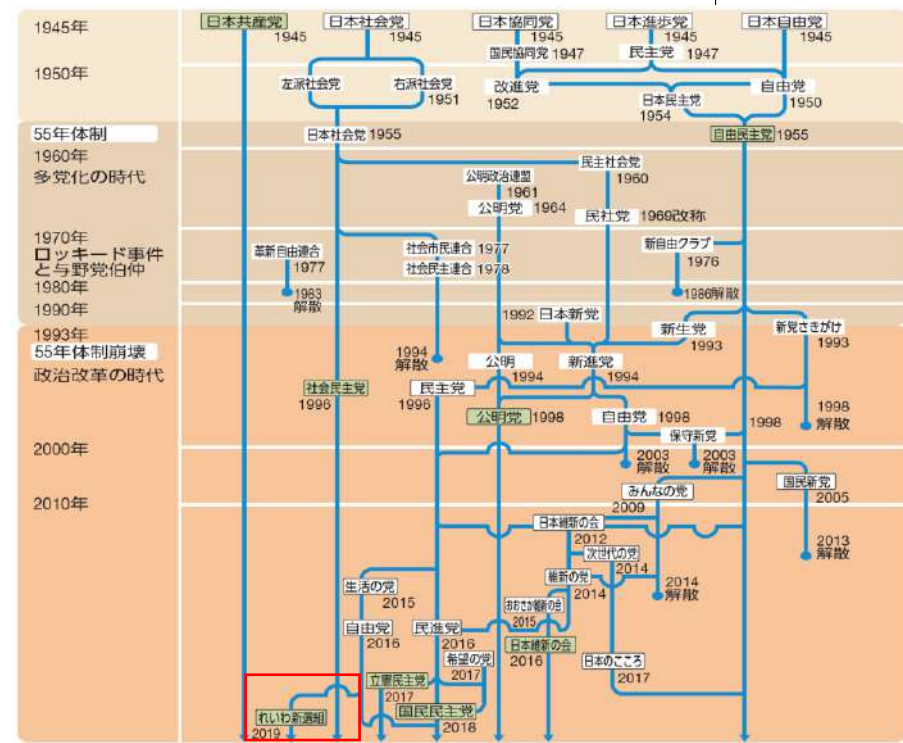 1945年
日本共産党 1945
日本社会党 1945
日本協同党 1945
日本進歩党 1945
日本自由党 1945
国民協同党 1947
民主党 1947
1950年
左派社会党
右派社会党 1951
改進党 1952
日本民主党 1954
自由党 1950
55年体制
日本社会党 1955
自由民主党 1955
1960年
多党化の時代
民主社会党 1960
公明政治連盟 1961
公明党 1964
民社党 1969改称
1970年
ロッキード事件
と与野党伯仲
革新自由連合 1977
社会市民連合 1977
社会民主連合 1978
新自由クラブ 1976
1980年
1983
解散
1986解散
1990年
1992 日本新党
1993年
55年体制崩壊
政治改革の時代
新生党 1993
新党さきがけ 1993
1994
解散
公明 1994
新進党 1994
社会民主党 1996
民主党 1996
公明党 1998
自由党 1998
保守新党
1998
1998
解散
2000年
2003
解散
2003
解散
みんなの党 2009
国民新党 2005
2010年
日本維新の会 2012
次世代の党 2014
2013
解散
維新の党 2014
2014
解散
生活の党 2015
おおさか維新の会 2015
自由党 2016
民進党 2016
日本維新の会 2016
希望の党 2017
日本のこころ 2017
立憲民主党 2017
れいわ新選組 2019
国民民主党 2018